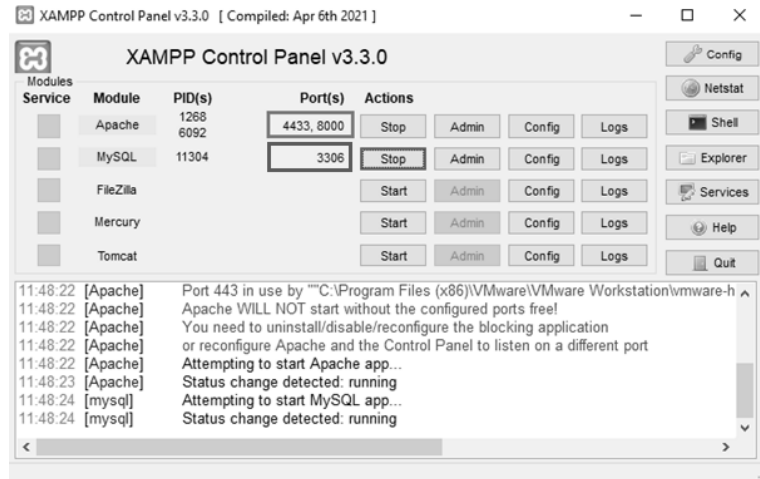 XAMPP Control Panel v3.3.0 [ Compiled: Apr 6th 2021 ]
XAMPP Control Panel v3.3.0
Config
Modules
Service Module PID(s) Port(s) Actions
Netstat
Apache 1268 6092 4433, 8000 Stop Admin Config Logs
Shell
MySQL 11304 3306 Stop Admin Config Logs
Explorer
FileZilla Start Admin Config Logs
Services
Mercury Start Admin Config Logs
Help
Tomcat Start Admin Config Logs
Quit
11:48:22 [Apache] Port 443 in use by ""C:\Program Files (x86)\VMware\VMware Workstation\vmware-h
11:48:22 [Apache] Apache WILL NOT start without the configured ports free!
11:48:22 [Apache] You need to uninstall/disable/reconfigure the blocking application
11:48:22 [Apache] or reconfigure Apache and the Control Panel to listen on a different port
11:48:22 [Apache] Attempting to start Apache app...
11:48:23 [Apache] Status change detected: running
11:48:24 [mysql] Attempting to start MySQL app...
11:48:24 [mysql] Status change detected: running